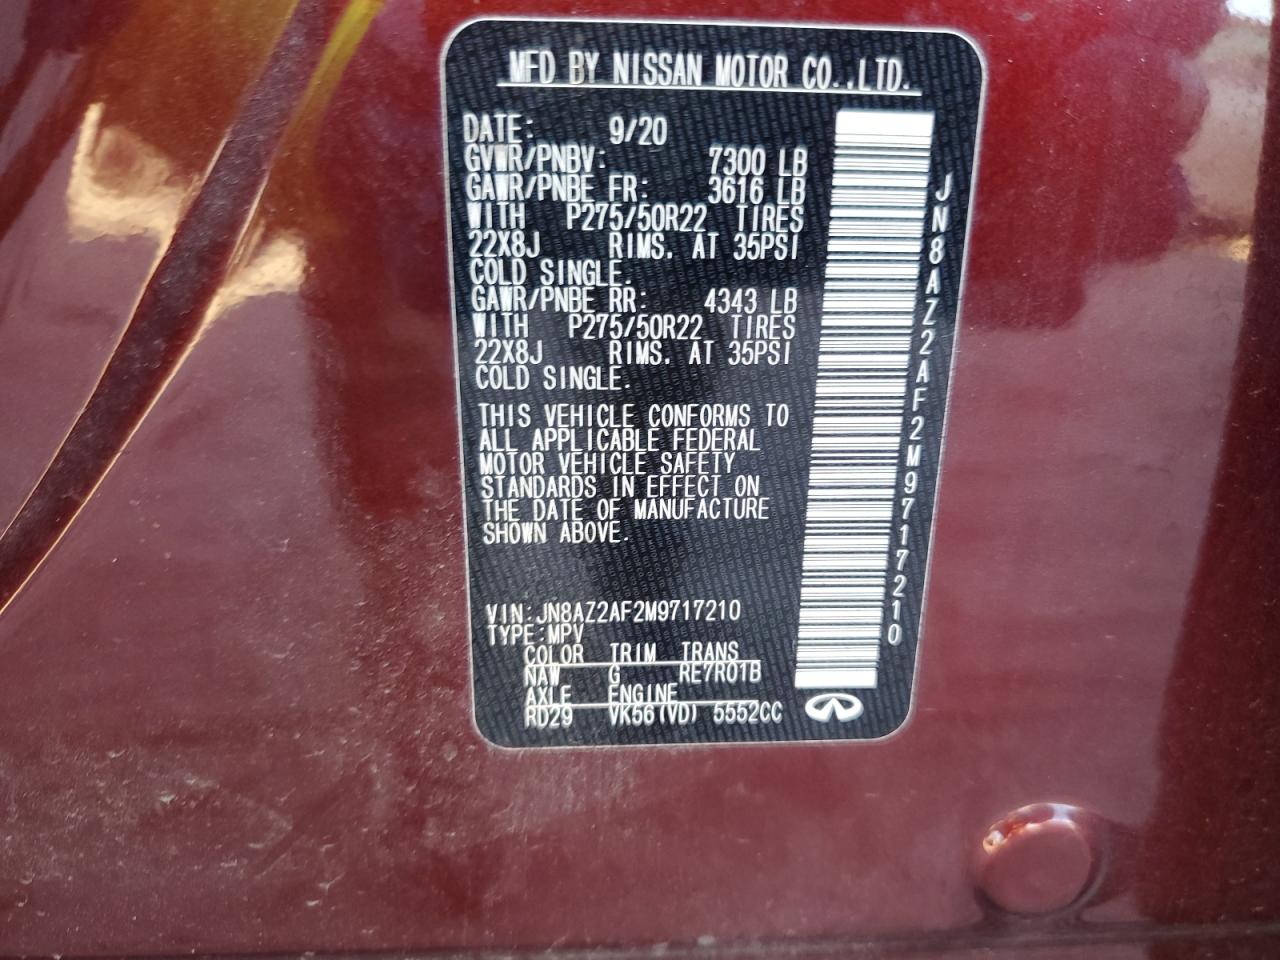 MFD BY NISSAN MOTOR CO.,LTD.
DATE: 9/20
GVWR/PNBV: 7300 LB
GAWR/PNBE FR: 3616 LB
WITH P275/50R22 TIRES
22X8J RIMS. AT 35PSI
COLD SINGLE.
GAWR/PNBE RR: 4343 LB
WITH P275/50R22 TIRES
22X8J RIMS. AT 35PSI
COLD SINGLE.
THIS VEHICLE CONFORMS TO
ALL APPLICABLE FEDERAL
MOTOR VEHICLE SAFETY
STANDARDS IN EFFECT ON
THE DATE OF MANUFACTURE
SHOWN ABOVE.
VIN:JN8AZ2AF2M9717210
TYPE:MPV
COLOR TRIM TRANS
NAW G RE7R01B
AXLE ENGINE
RD29 VK56(VD) 5552CC
JN8AZ2AF2M9717210